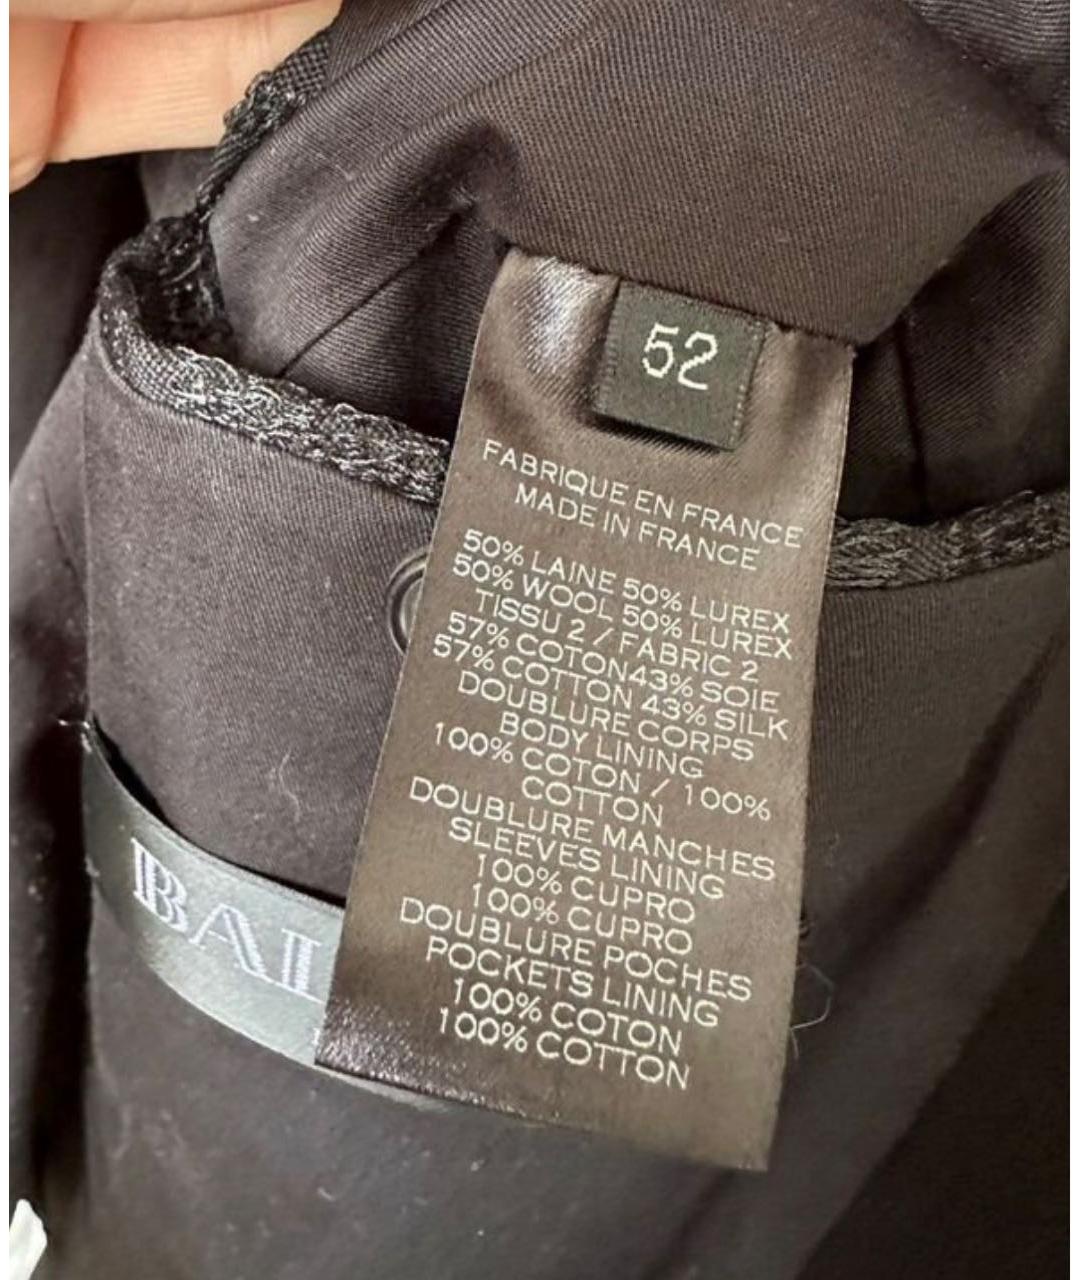 52
FABRIQUE EN FRANCE
MADE IN FRANCE
50% LAINE 50% LUREX
50% WOOL 50% LUREX
TISSU 2 / FABRIC 2
57% COTON43% SOIE
57% COTTON 43% SILK
DOUBLURE CORPS
BODY LINING
100% COTON / 100%
COTTON
DOUBLURE MANCHES
SLEEVES LINING
100% CUPRO
100% CUPRO
DOUBLURE POCHES
POCKETS LINING
100% COTON
100% COTTON